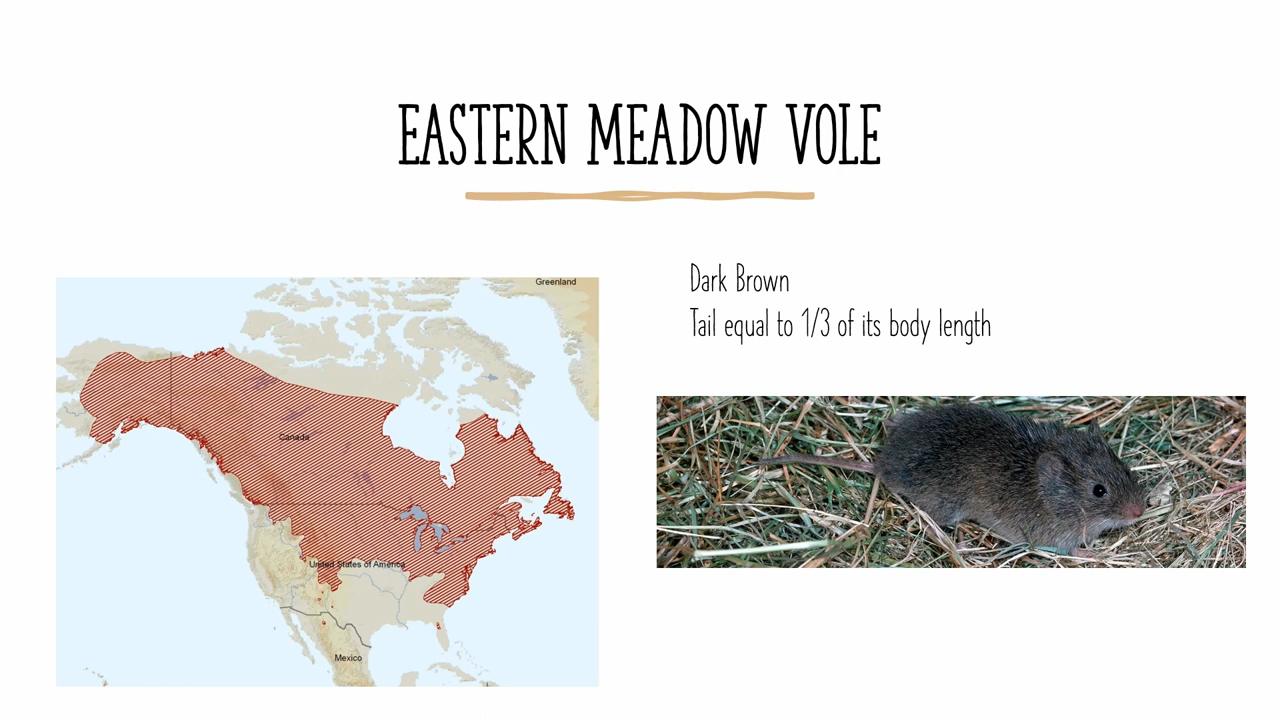 EASTERN MEADOW VOLE
Dark Brown
Tail equal to 1/3 of its body length
Greenland
Canada
United States of America
Mexico